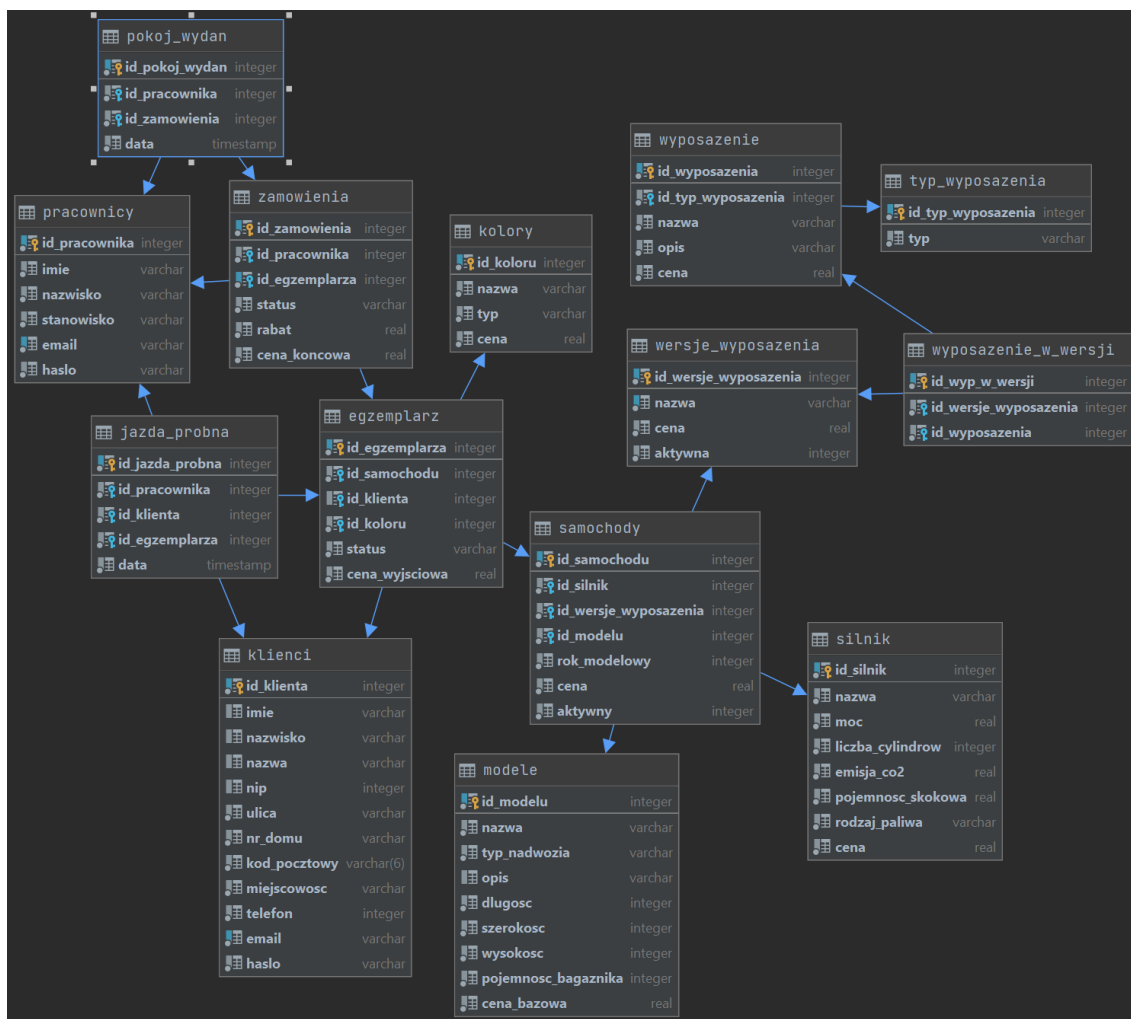 pokoj_wydan
id_pokoj_wydan integer
id_pracownika integer
id_zamowienia integer
data timestamp
pracownicy
id_pracownika integer
imie varchar
nazwisko varchar
stanowisko varchar
email varchar
haslo varchar
zamowienia
id_zamowienia integer
id_pracownika integer
id_egzemplarza integer
status varchar
rabat real
cena_koncowa real
kolory
id_koloru integer
nazwa varchar
typ varchar
cena real
wyposazenie
id_wyposazenia integer
id_typ_wyposazenia integer
nazwa varchar
opis varchar
cena real
typ_wyposazenia
id_typ_wyposazenia integer
typ varchar
wersje_wyposazenia
id_wersje_wyposazenia integer
nazwa varchar
cena real
aktywna integer
wyposazenie_w_wersji
id_wyp_w_wersji integer
id_wersje_wyposazenia integer
id_wyposazenia integer
jazda_probna
id_jazda_probna integer
id_pracownika integer
id_klienta integer
id_egzemplarza integer
data timestamp
egzemplarz
id_egzemplarza integer
id_samochodu integer
id_klienta integer
id_koloru integer
status varchar
cena_wyjsciowa real
samochody
id_samochodu integer
id_silnik integer
id_wersje_wyposazenia integer
id_modelu integer
rok_modelowy integer
cena real
aktywny integer
klienci
id_klienta integer
imie varchar
nazwisko varchar
nazwa varchar
nip integer
ulica varchar
nr_domu varchar
kod_pocztowy varchar(6)
miejscowosc varchar
telefon integer
email varchar
haslo varchar
modele
id_modelu integer
nazwa varchar
typ_nadwozia varchar
opis varchar
dlugosc integer
szerokosc integer
wysokosc integer
pojemnosc_bagaznika integer
cena_bazowa real
silnik
id_silnik integer
nazwa varchar
moc real
liczba_cylindrow integer
emisja_co2 real
pojemnosc_skokowa real
rodzaj_paliwa varchar
cena real